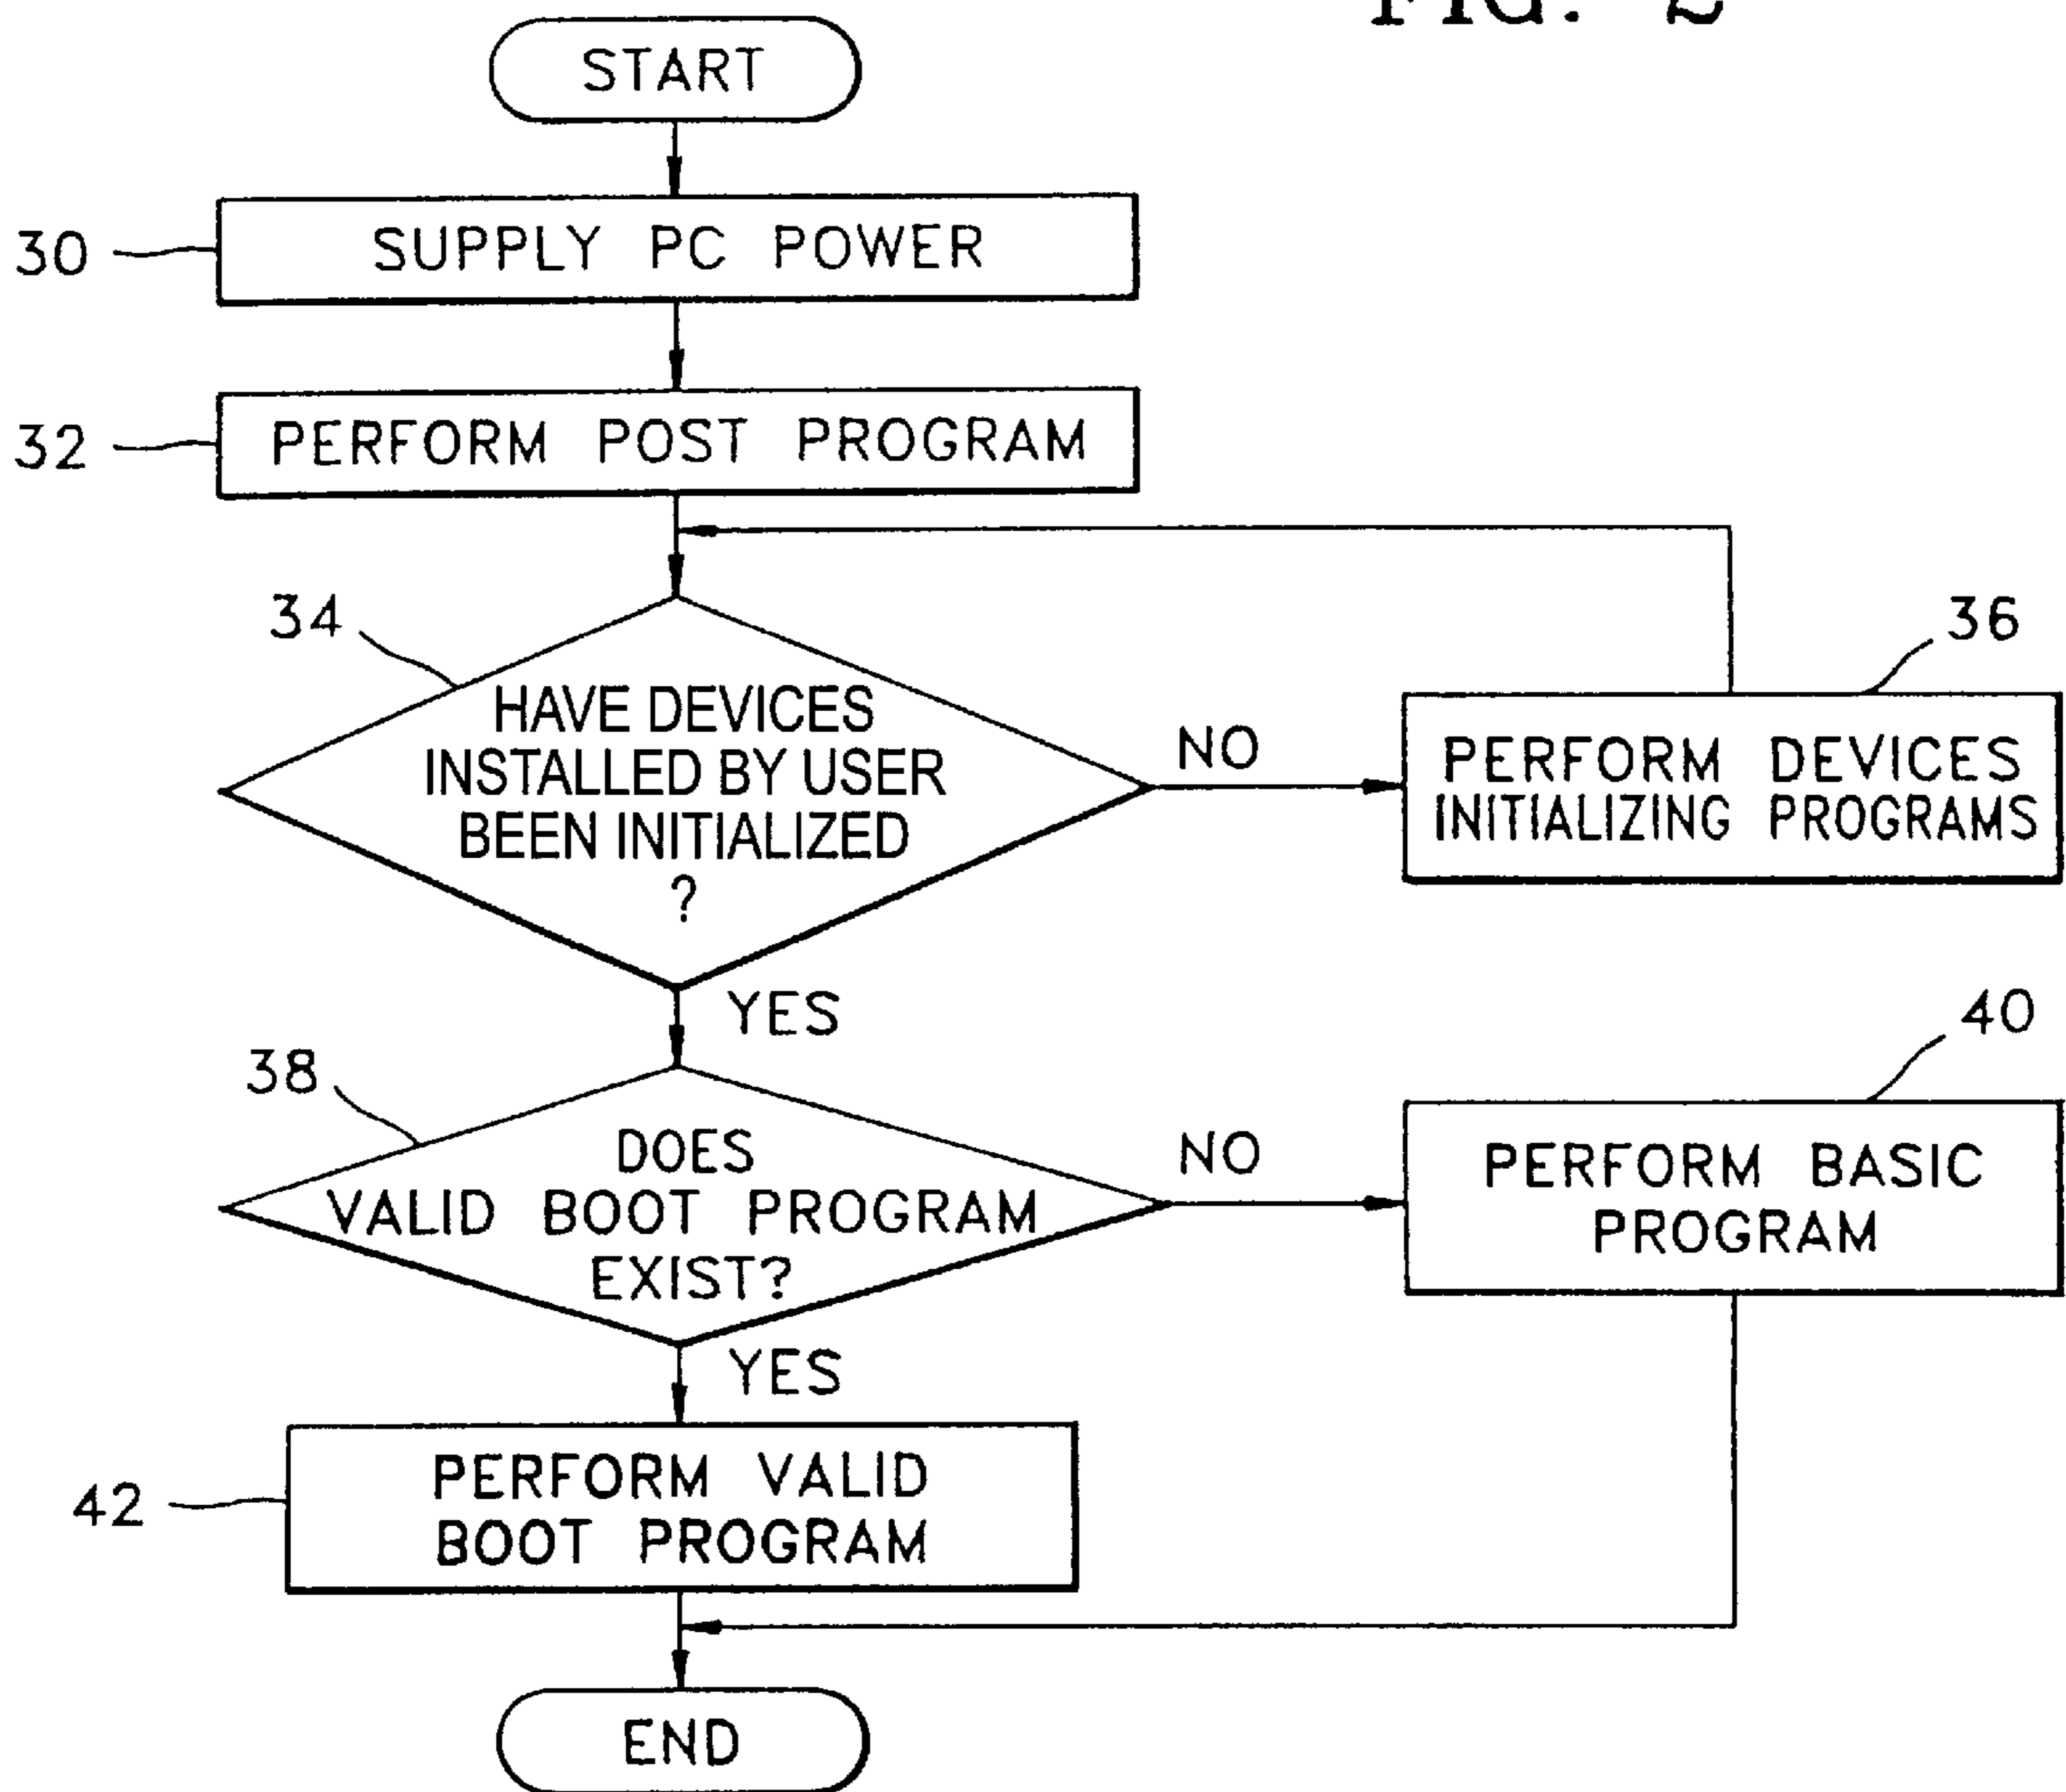 FIG. 2
START
30
SUPPLY PC POWER
32
PERFORM POST PROGRAM
34
HAVE DEVICES
INSTALLED BY USER
BEEN INITIALIZED
?
NO
36
PERFORM DEVICES
INITIALIZING PROGRAMS
YES
38
DOES
VALID BOOT PROGRAM
EXIST?
NO
40
PERFORM BASIC
PROGRAM
YES
42
PERFORM VALID
BOOT PROGRAM
END